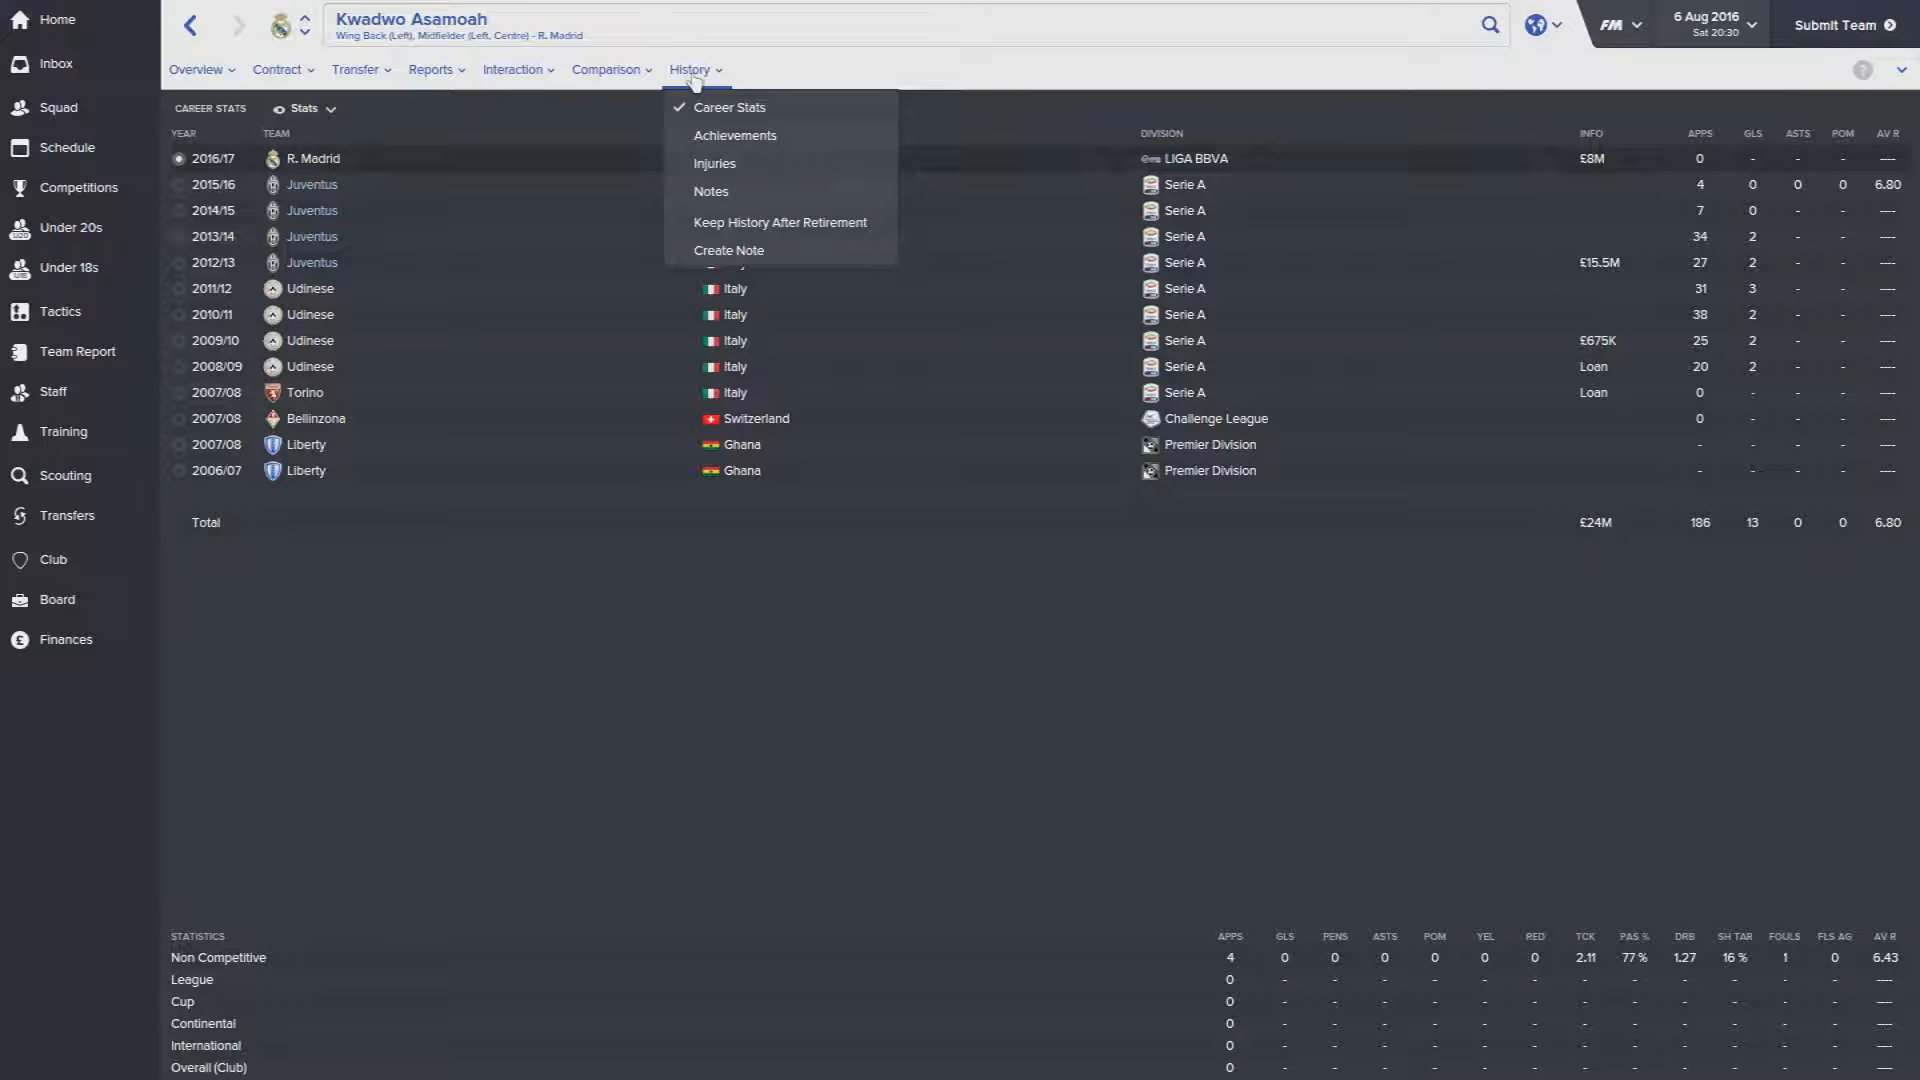 Home
Inbox
Squad
Schedule
Competitions
Under 20s
Under 18s
Tactics
Team Report
Staff
Training
Scouting
Transfers
Club
Board
Finances
Kwadwo Asamoah
Wing Back (Left), Midfielder (Left, Centre) - R. Madrid
FM
6 Aug 2016
Sat 20:30
Submit Team
Overview Contract Transfer Reports Interaction Comparison History ?
CAREER STATS Stats
Career Stats
Achievements
Injuries
Notes
Keep History After Retirement
Create Note
YEAR TEAM DIVISION INFO APPS GLS ASTS POM AV R
2016/17 R. Madrid LIGA BBVA £8M 0 - - - ----
2015/16 Juventus Serie A 4 0 0 0 6.80
2014/15 Juventus Serie A 7 0 - - ----
2013/14 Juventus Serie A 34 2 - - ----
2012/13 Juventus Serie A £15.5M 27 2 - - ----
2011/12 Udinese Italy Serie A 31 3 - - ----
2010/11 Udinese Italy Serie A 38 2 - - ----
2009/10 Udinese Italy Serie A £675K 25 2 - - ----
2008/09 Udinese Italy Serie A Loan 20 2 - - ----
2007/08 Torino Italy Serie A Loan 0 - - - ----
2007/08 Bellinzona Switzerland Challenge League 0 - - - ----
2007/08 Liberty Ghana Premier Division - - - - ----
2006/07 Liberty Ghana Premier Division - - - - ----
Total £24M 186 13 0 0 6.80
STATISTICS APPS GLS PENS ASTS POM YEL RED TCK PAS % DRB SH TAR FOULS FLS AG AV R
Non Competitive 4 0 0 0 0 0 0 2.11 77 % 1.27 16 % 1 0 6.43
League 0 - - - - - - - - - - - - ----
Cup 0 - - - - - - - - - - - - ----
Continental 0 - - - - - - - - - - - - ----
International 0 - - - - - - - - - - - - ----
Overall (Club) 0 - - - - - - - - - - - - ----